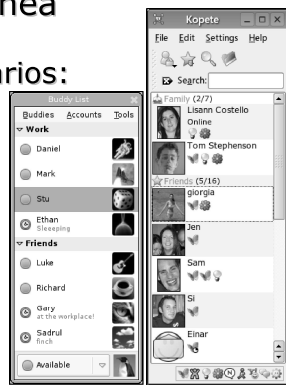 nea
arios:
Buddy List
Buddies Accounts Tools
Work
Daniel
Mark
Stu
Ethan
Sleeeping
Friends
Luke
Richard
Gary
at the workplace!
Sadrul
finch
Available
Kopete
File Edit Settings Help
Search:
Family (2/7)
Lisann Costello
Online
Tom Stephenson
Friends (5/16)
giorgia
Jen
Sam
Si
Einar